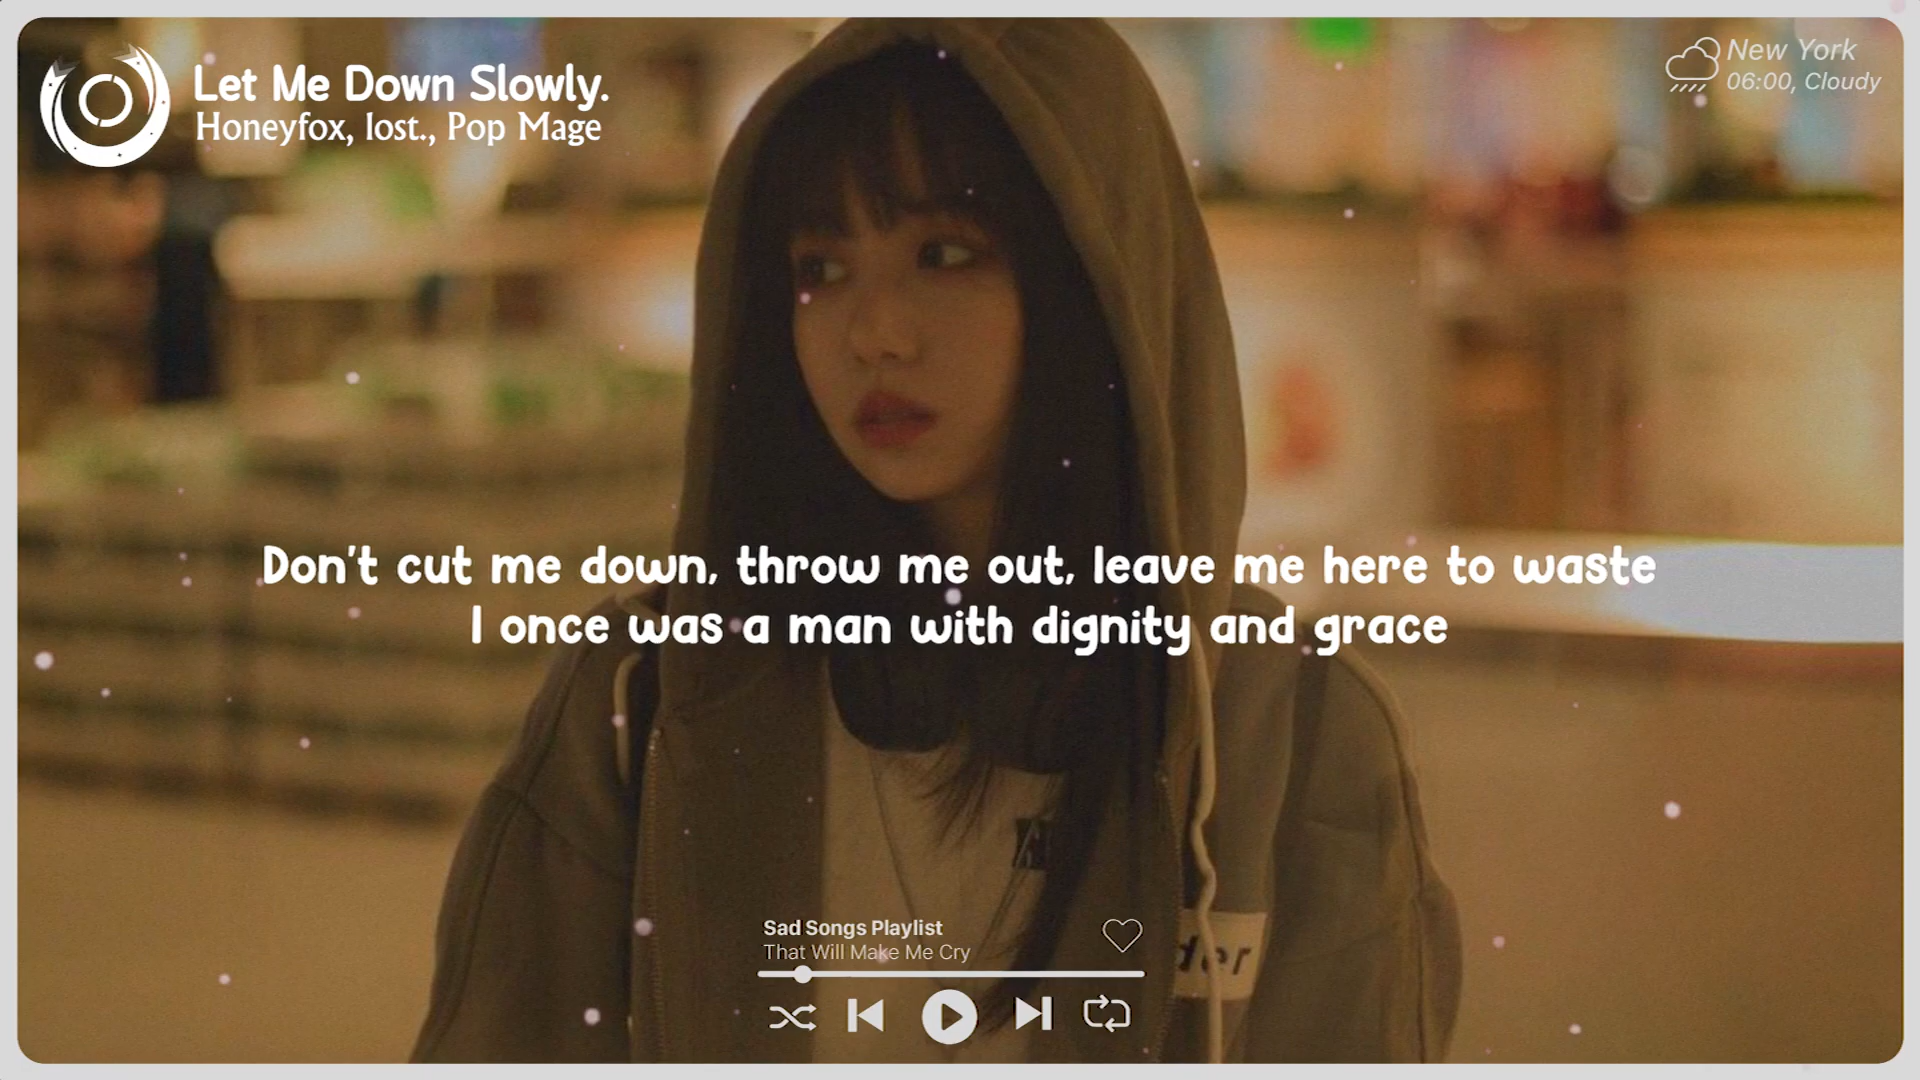 Let Me Down Slowly.
Honeyfox, lost., Pop Mage
New York
06:00, Cloudy
Don't cut me down, throw me out, leave me here to waste
I once was a man with dignity and grace
Sad Songs Playlist
That Will Make Me Cry
der